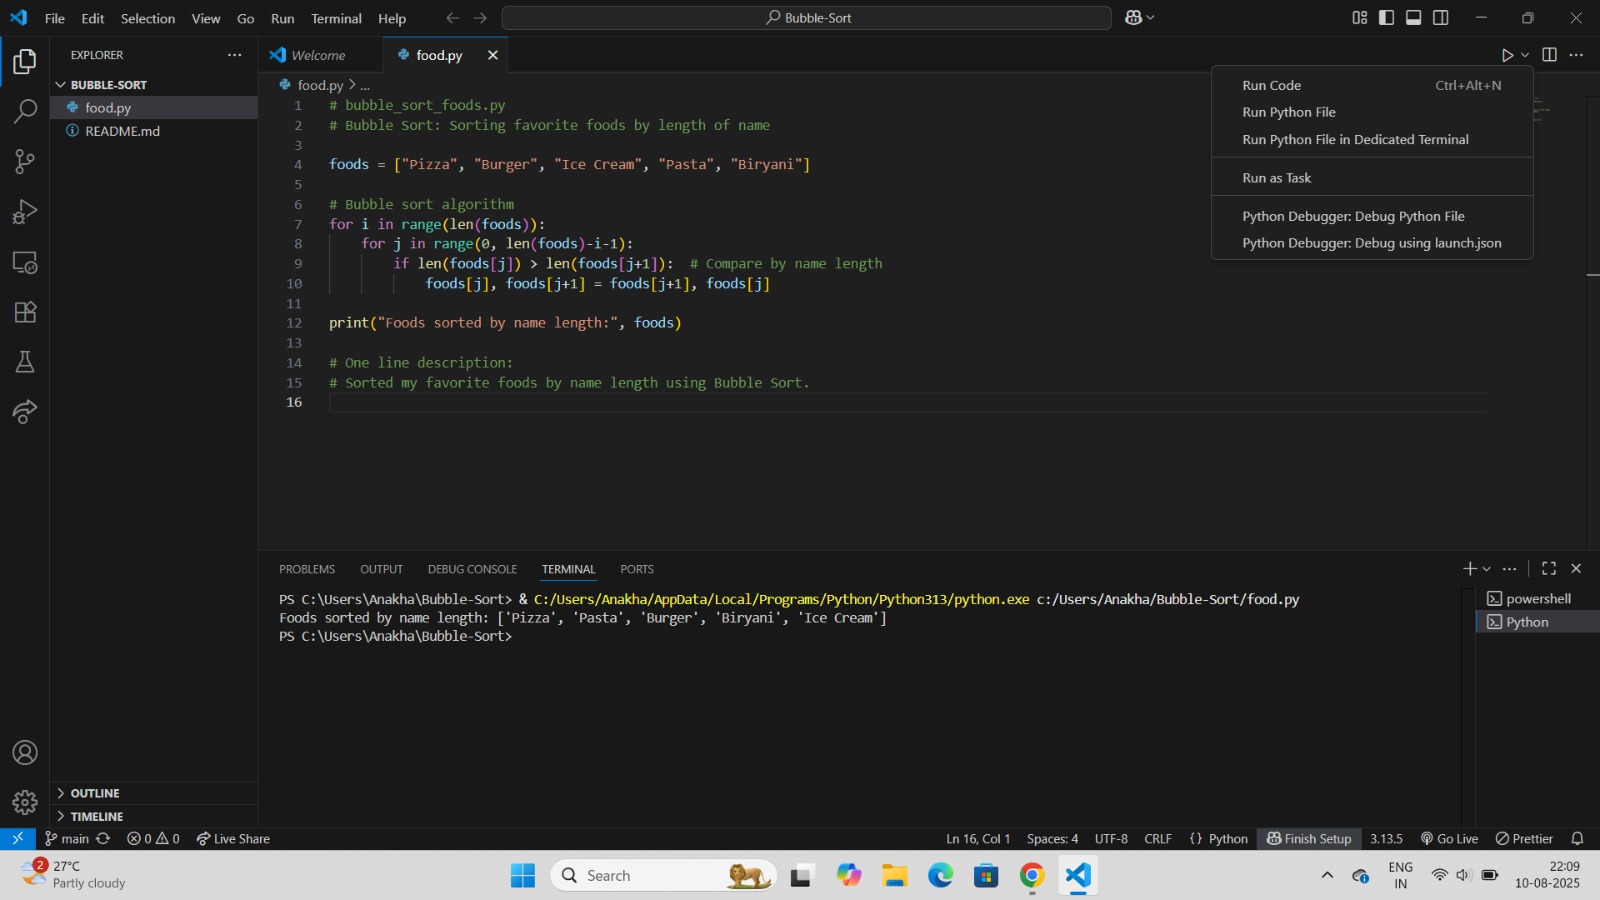 File Edit Selection View Go Run Terminal Help
Bubble-Sort
EXPLORER
BUBBLE-SORT
food.py
README.md
OUTLINE
TIMELINE
Welcome
food.py
food.py > ...
1 # bubble_sort_foods.py
2 # Bubble Sort: Sorting favorite foods by length of name
3
4 foods = ["Pizza", "Burger", "Ice Cream", "Pasta", "Biryani"]
5
6 # Bubble sort algorithm
7 for i in range(len(foods)):
8 for j in range(0, len(foods)-i-1):
9 if len(foods[j]) > len(foods[j+1]):  # Compare by name length
10 foods[j], foods[j+1] = foods[j+1], foods[j]
11
12 print("Foods sorted by name length:", foods)
13
14 # One line description:
15 # Sorted my favorite foods by name length using Bubble Sort.
16
Run Code Ctrl+Alt+N
Run Python File
Run Python File in Dedicated Terminal
Run as Task
Python Debugger: Debug Python File
Python Debugger: Debug using launch.json
PROBLEMS OUTPUT DEBUG CONSOLE TERMINAL PORTS
PS C:\Users\Anakha\Bubble-Sort> & C:/Users/Anakha/AppData/Local/Programs/Python/Python313/python.exe c:/Users/Anakha/Bubble-Sort/food.py
Foods sorted by name length: ['Pizza', 'Pasta', 'Burger', 'Biryani', 'Ice Cream']
PS C:\Users\Anakha\Bubble-Sort>
powershell
Python
main 0 0 Live Share Ln 16, Col 1 Spaces: 4 UTF-8 CRLF { } Python Finish Setup 3.13.5 Go Live Prettier
2
27°C
Partly cloudy
Search
ENG
IN
22:09
10-08-2025